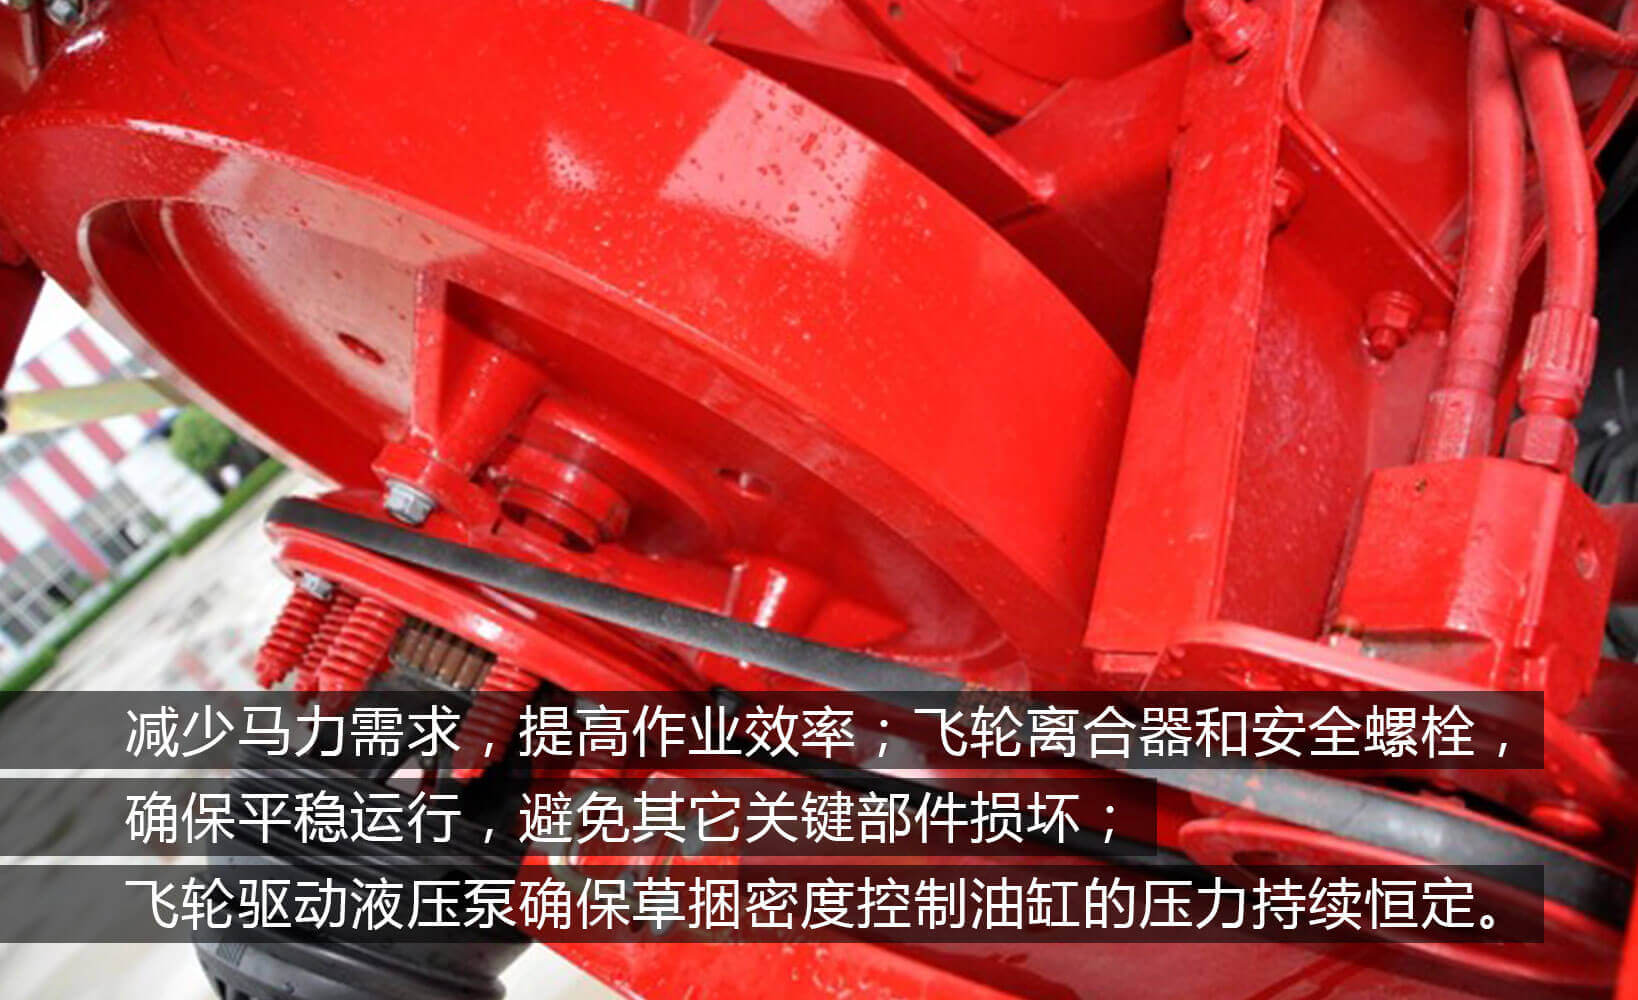 减少马力需求，提高作业效率；飞轮离合器和安全螺栓，
确保平稳运行，避免其它关键部件损坏；
飞轮驱动液压泵确保草捆密度控制油缸的压力持续恒定。